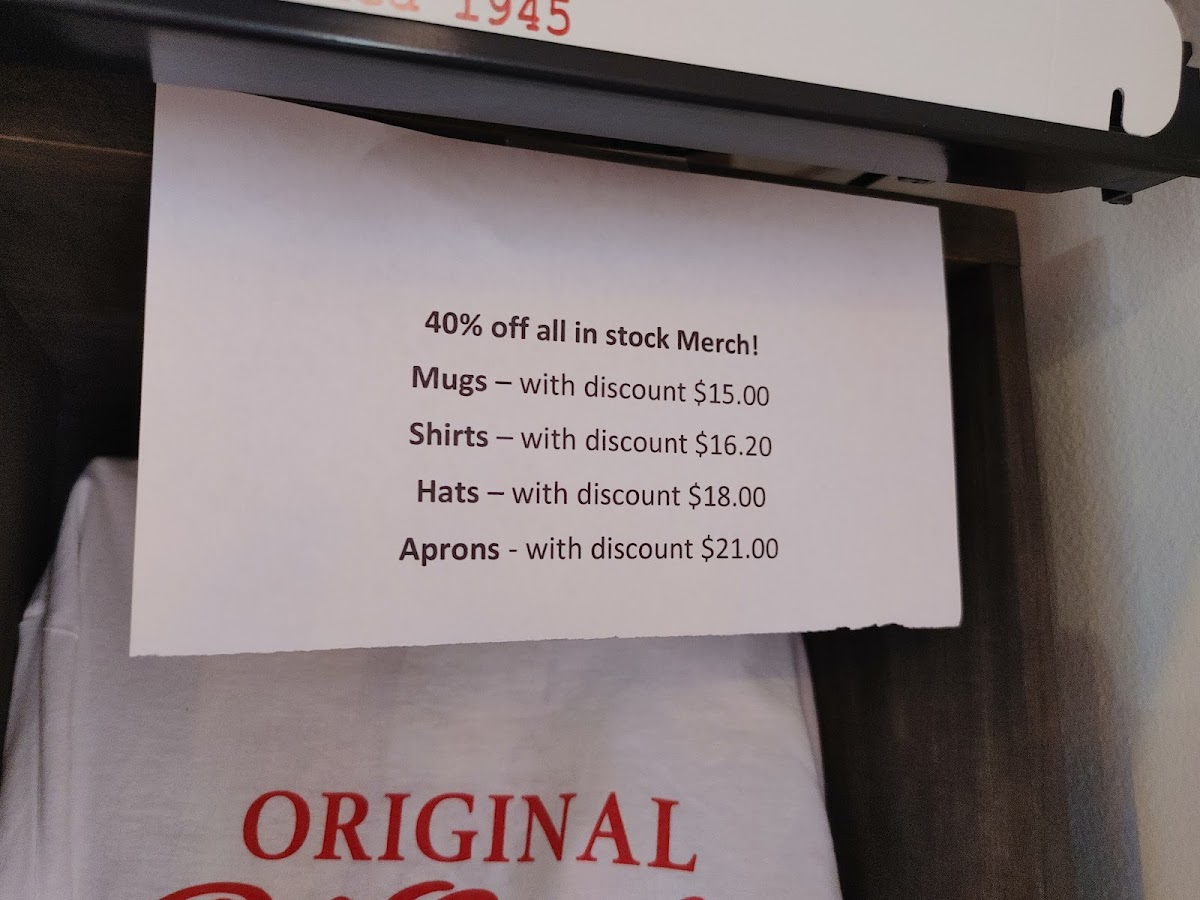 1945
40% off all in stock Merch!
Mugs – with discount $15.00
Shirts – with discount $16.20
Hats – with discount $18.00
Aprons - with discount $21.00
ORIGINAL